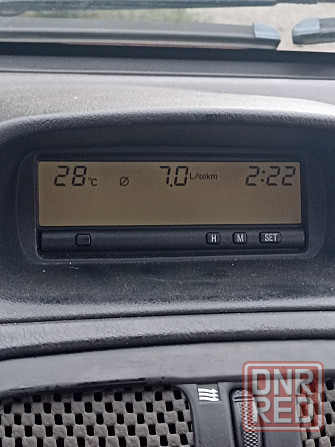 28°C Ø 7.0 L/100km 2:22
H M SET
DNR
RED